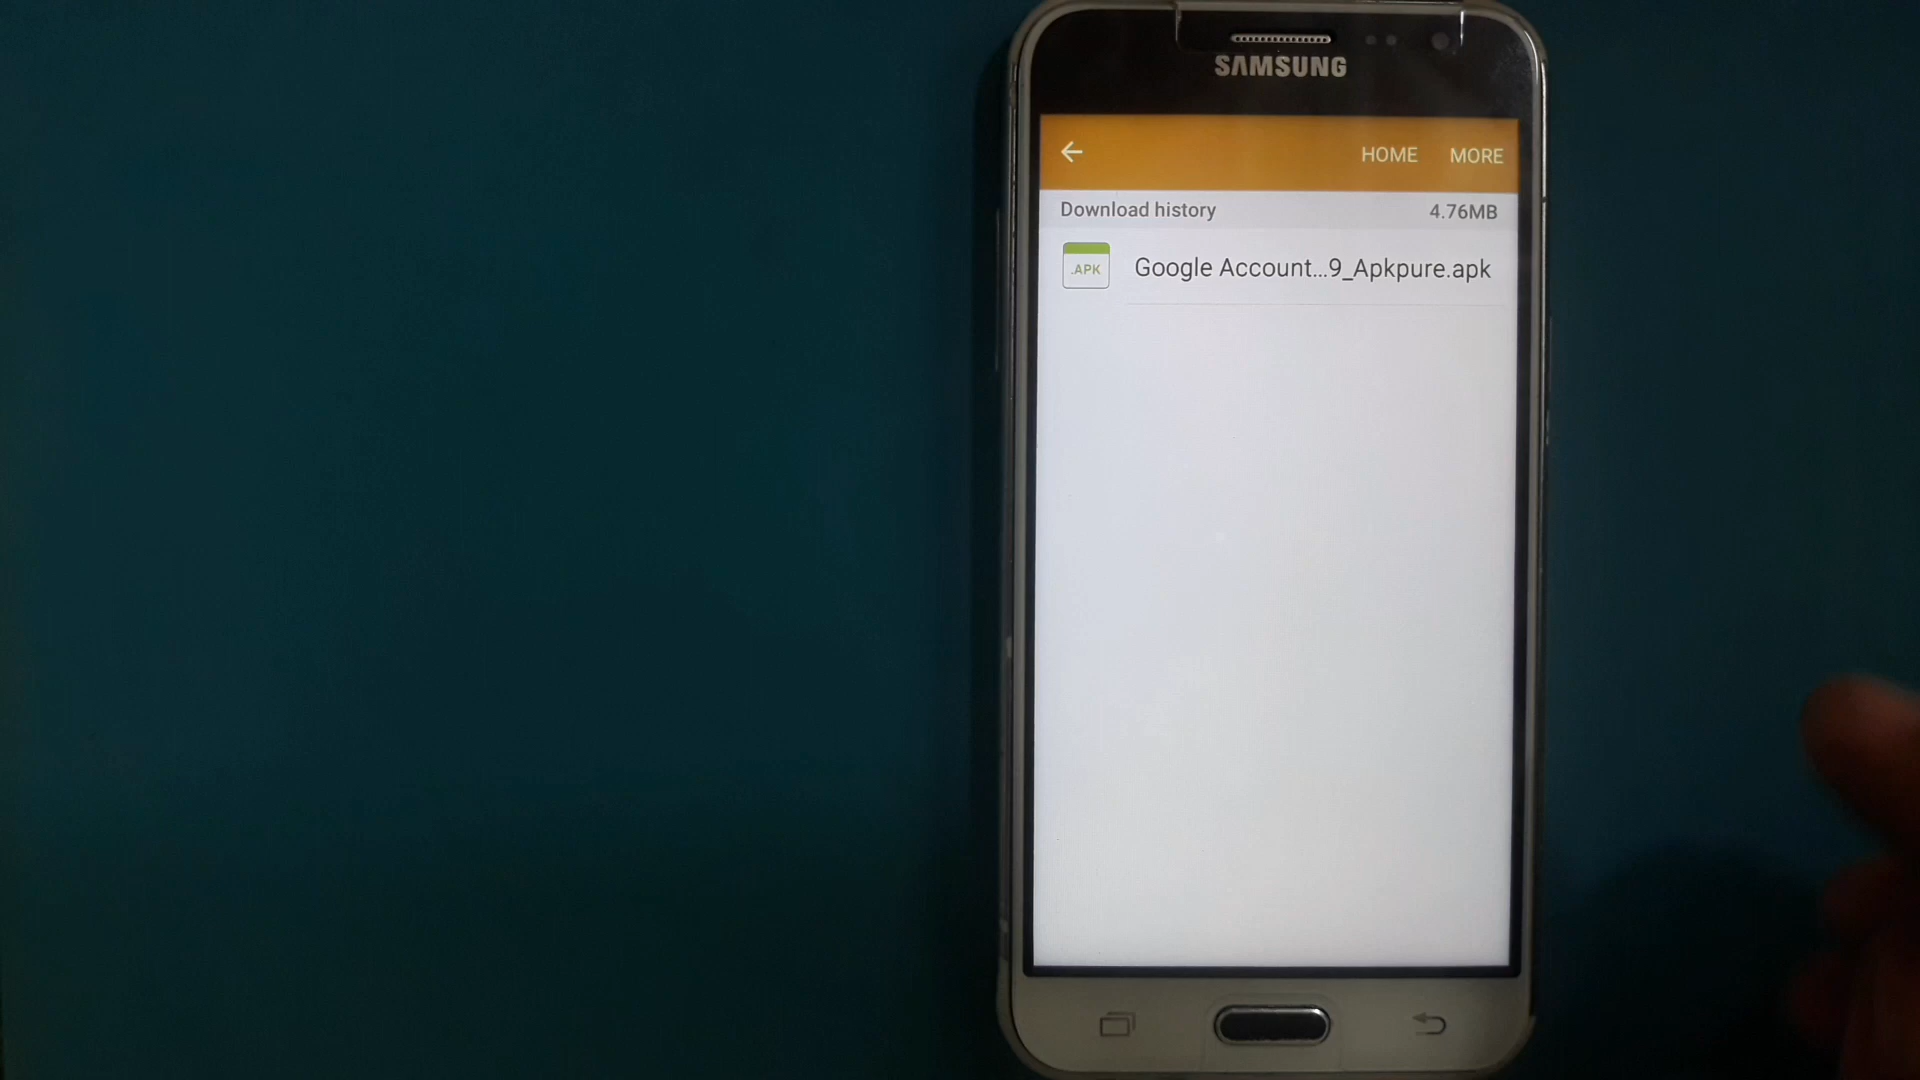 SAMSUNG
HOME MORE
Download history 4.76MB
.APK Google Account...9_Apkpure.apk